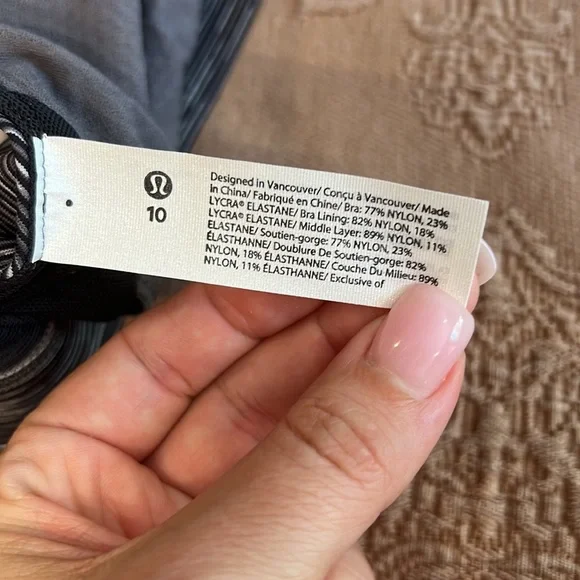 10
Designed in Vancouver/ Conçu à Vancouver/ Made
in China/ Fabriqué en Chine/ Bra: 77% NYLON, 23%
LYCRA® ELASTANE/ Bra Lining: 82% NYLON, 18%
LYCRA® ELASTANE/ Middle Layer: 89% NYLON, 11%
ELASTANE/ Soutien-gorge: 77% NYLON, 23%
ÉLASTHANNE/ Doublure De Soutien-gorge: 82%
NYLON, 18% ÉLASTHANNE/ Couche Du Milieu: 89%
NYLON, 11% ÉLASTHANNE/ Exclusive of